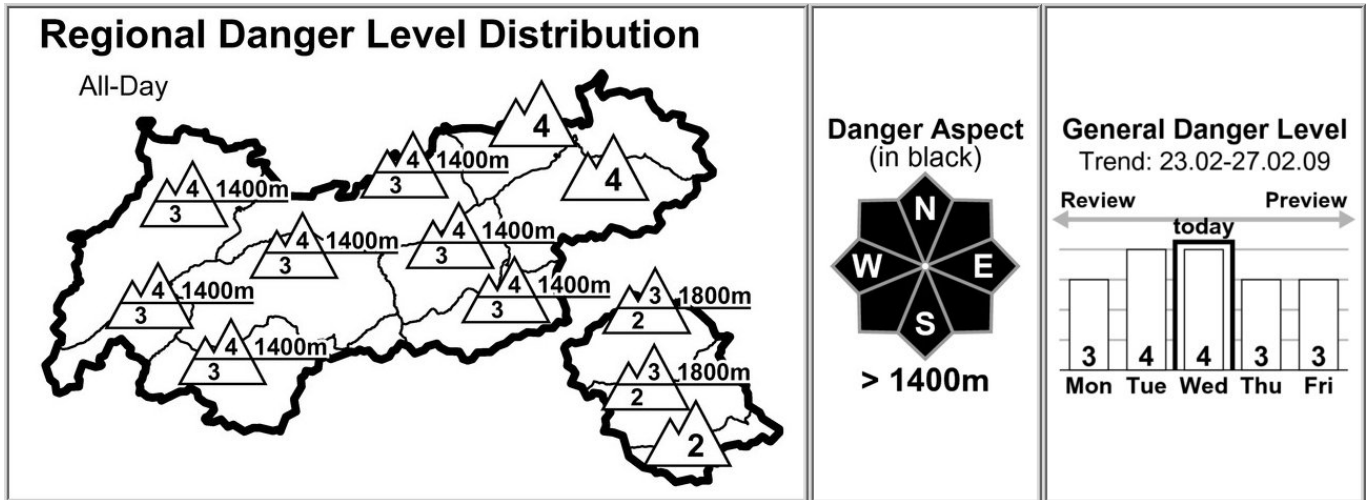 Regional Danger Level Distribution
All-Day
4
4
4 1400m
3
4 1400m
3
4 1400m
3
4 1400m
3
4 1400m
3
4 1400m
3
4 1400m
3
3 1800m
2
3 1800m
2
2
Danger Aspect
(in black)
N
W E
S
> 1400m
General Danger Level
Trend: 23.02-27.02.09
Review Preview
today
3 4 4 3 3
Mon Tue Wed Thu Fri